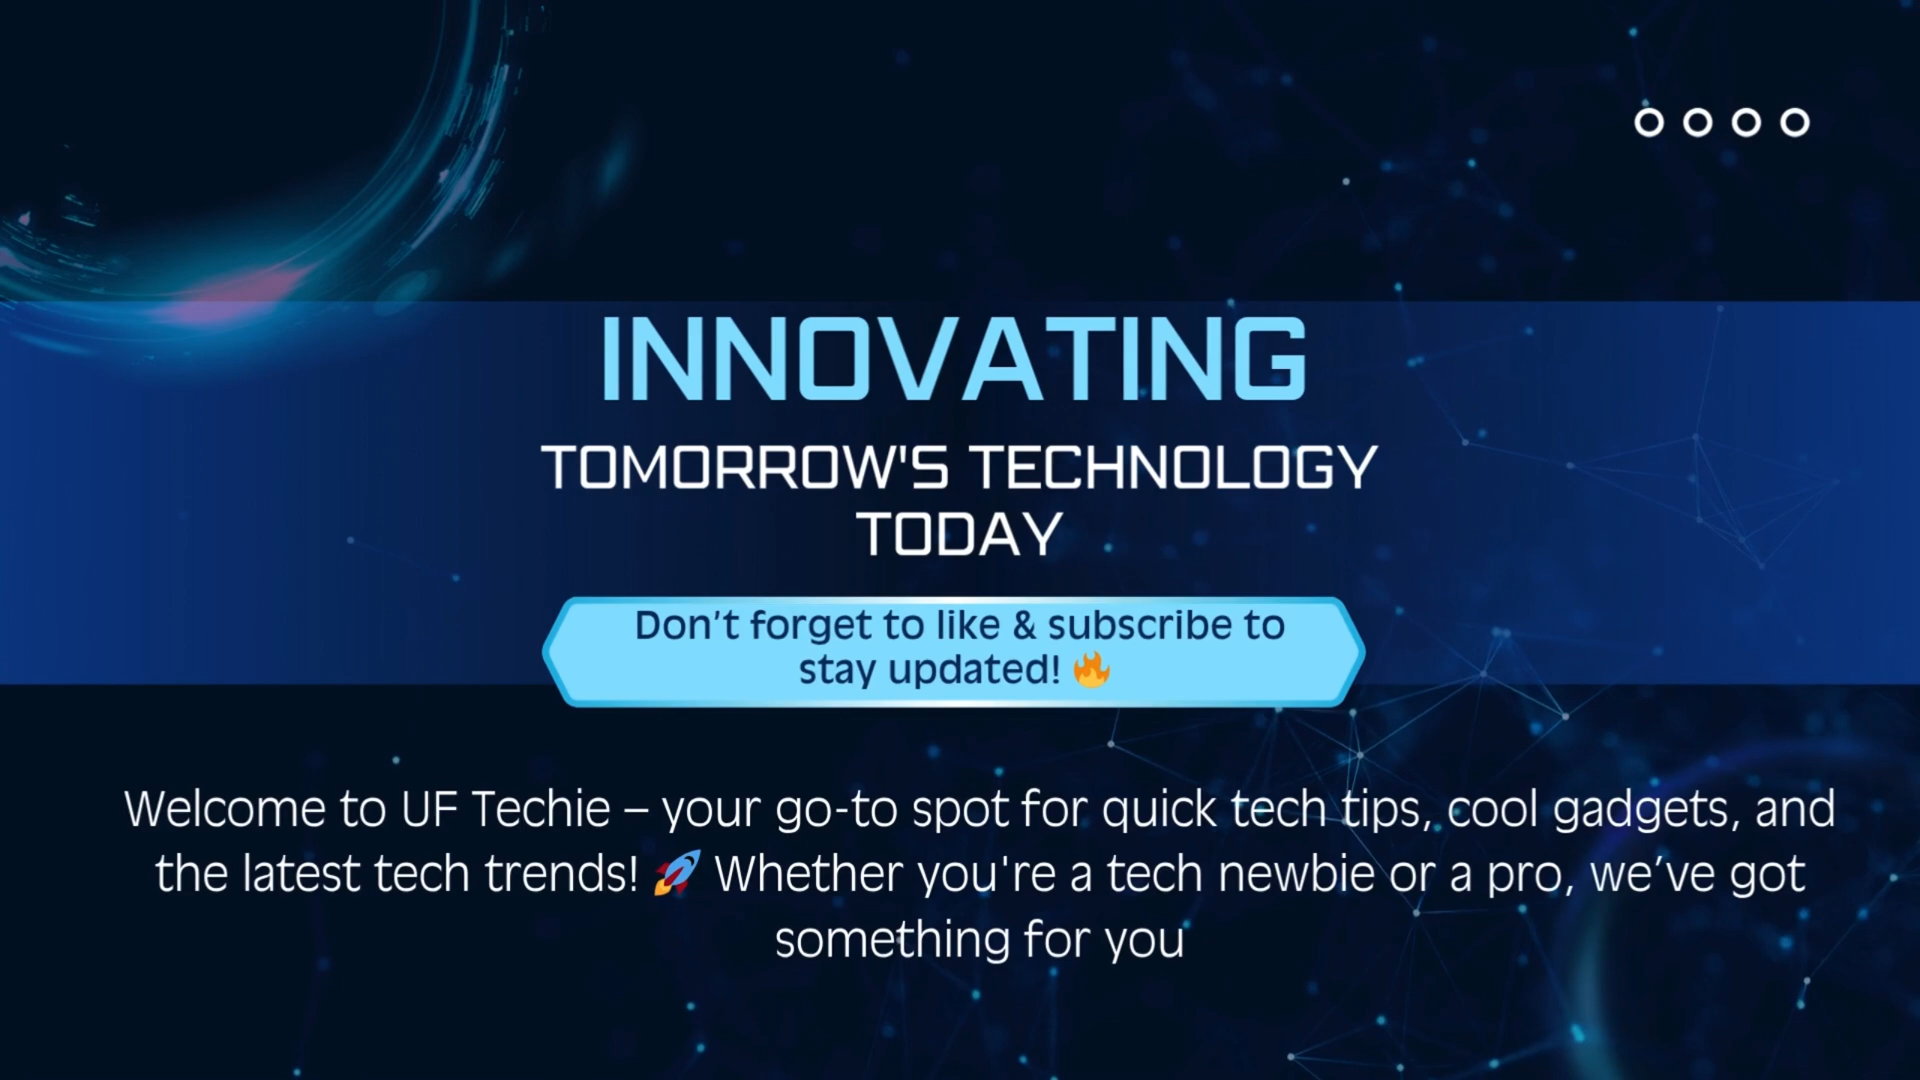 INNOVATING
TOMORROW'S TECHNOLOGY
TODAY
Don’t forget to like & subscribe to
stay updated! 🔥
Welcome to UF Techie – your go-to spot for quick tech tips, cool gadgets, and
the latest tech trends! 🚀 Whether you're a tech newbie or a pro, we’ve got
something for you